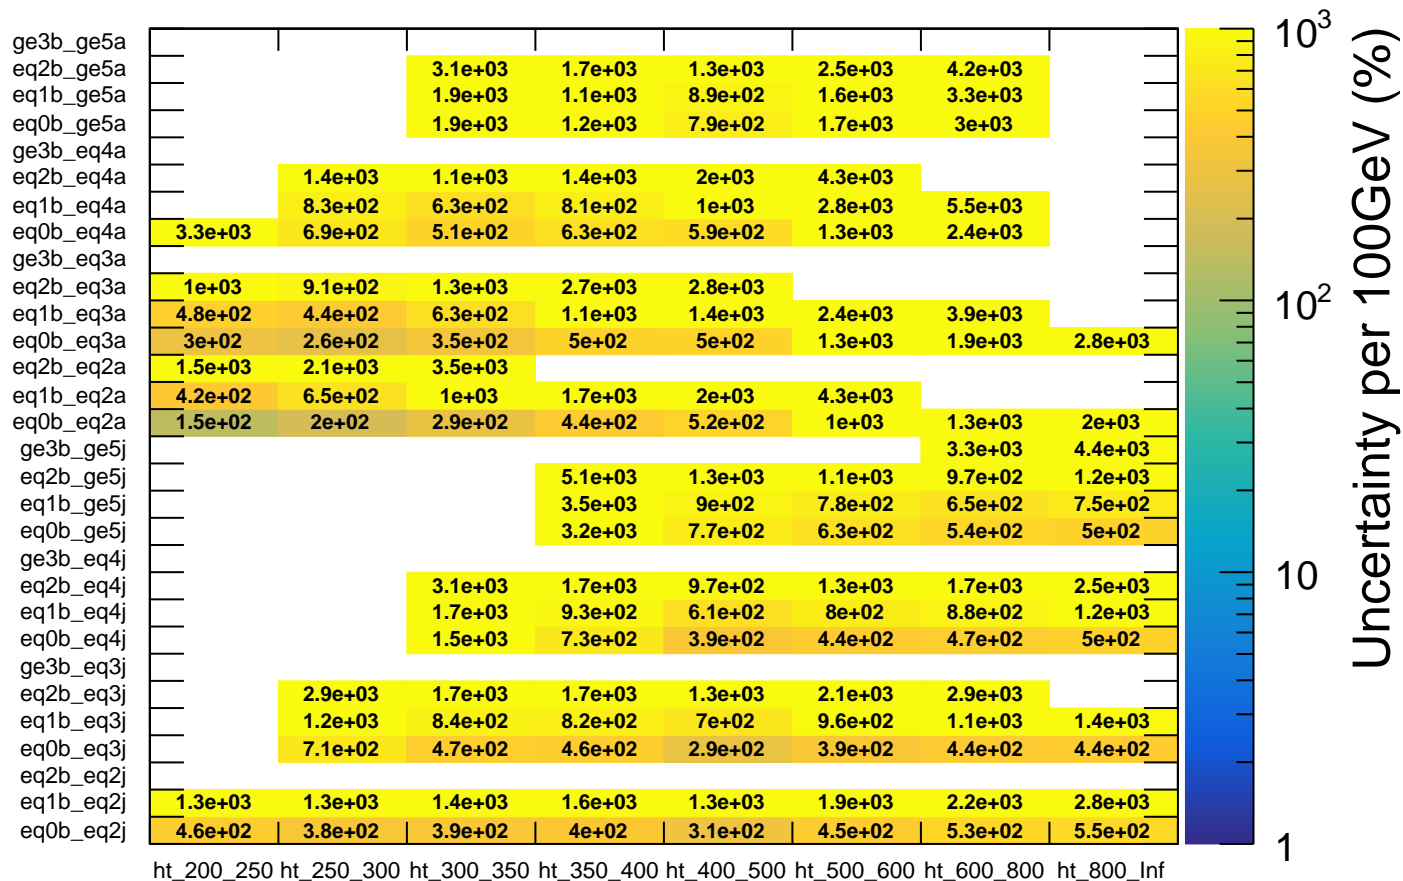 ge3b_ge5a
eq2b_ge5a 3.1e+03 1.7e+03 1.3e+03 2.5e+03 4.2e+03
eq1b_ge5a 1.9e+03 1.1e+03 8.9e+02 1.6e+03 3.3e+03
eq0b_ge5a 1.9e+03 1.2e+03 7.9e+02 1.7e+03 3e+03
ge3b_eq4a
eq2b_eq4a 1.4e+03 1.1e+03 1.4e+03 2e+03 4.3e+03
eq1b_eq4a 8.3e+02 6.3e+02 8.1e+02 1e+03 2.8e+03 5.5e+03
eq0b_eq4a 3.3e+03 6.9e+02 5.1e+02 6.3e+02 5.9e+02 1.3e+03 2.4e+03
ge3b_eq3a
eq2b_eq3a 1e+03 9.1e+02 1.3e+03 2.7e+03 2.8e+03
eq1b_eq3a 4.8e+02 4.4e+02 6.3e+02 1.1e+03 1.4e+03 2.4e+03 3.9e+03
eq0b_eq3a 3e+02 2.6e+02 3.5e+02 5e+02 5e+02 1.3e+03 1.9e+03 2.8e+03
eq2b_eq2a 1.5e+03 2.1e+03 3.5e+03
eq1b_eq2a 4.2e+02 6.5e+02 1e+03 1.7e+03 2e+03 4.3e+03
eq0b_eq2a 1.5e+02 2e+02 2.9e+02 4.4e+02 5.2e+02 1e+03 1.3e+03 2e+03
ge3b_ge5j 3.3e+03 4.4e+03
eq2b_ge5j 5.1e+03 1.3e+03 1.1e+03 9.7e+02 1.2e+03
eq1b_ge5j 3.5e+03 9e+02 7.8e+02 6.5e+02 7.5e+02
eq0b_ge5j 3.2e+03 7.7e+02 6.3e+02 5.4e+02 5e+02
ge3b_eq4j
eq2b_eq4j 3.1e+03 1.7e+03 9.7e+02 1.3e+03 1.7e+03 2.5e+03
eq1b_eq4j 1.7e+03 9.3e+02 6.1e+02 8e+02 8.8e+02 1.2e+03
eq0b_eq4j 1.5e+03 7.3e+02 3.9e+02 4.4e+02 4.7e+02 5e+02
ge3b_eq3j
eq2b_eq3j 2.9e+03 1.7e+03 1.7e+03 1.3e+03 2.1e+03 2.9e+03
eq1b_eq3j 1.2e+03 8.4e+02 8.2e+02 7e+02 9.6e+02 1.1e+03 1.4e+03
eq0b_eq3j 7.1e+02 4.7e+02 4.6e+02 2.9e+02 3.9e+02 4.4e+02 4.4e+02
eq2b_eq2j
eq1b_eq2j 1.3e+03 1.3e+03 1.4e+03 1.6e+03 1.3e+03 1.9e+03 2.2e+03 2.8e+03
eq0b_eq2j 4.6e+02 3.8e+02 3.9e+02 4e+02 3.1e+02 4.5e+02 5.3e+02 5.5e+02
ht_200_250 ht_250_300 ht_300_350 ht_350_400 ht_400_500 ht_500_600 ht_600_800 ht_800_Inf
10³
10²
10
1
Uncertainty per 100GeV (%)